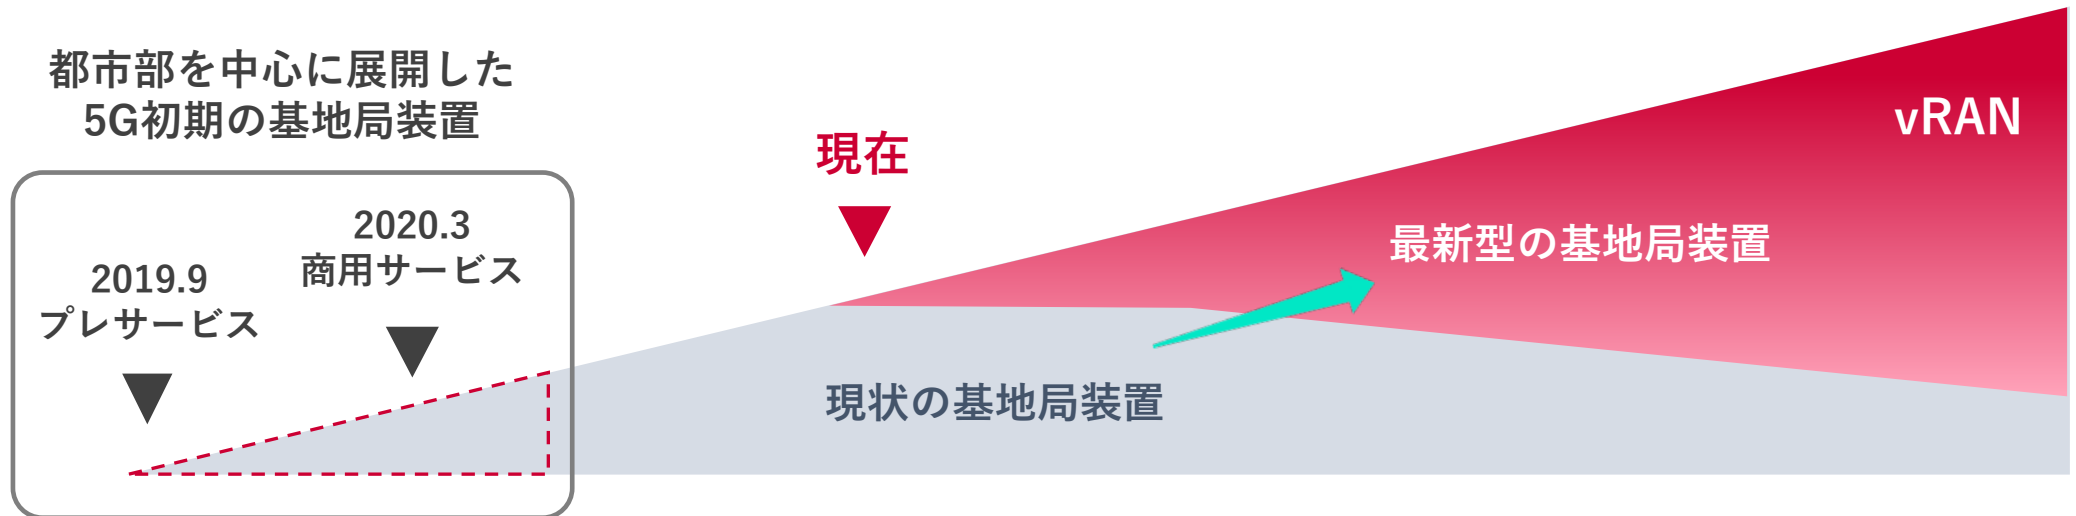 都市部を中心に展開した
5G初期の基地局装置
2019.9
プレサービス
2020.3
商用サービス
現在
vRAN
最新型の基地局装置
現状の基地局装置